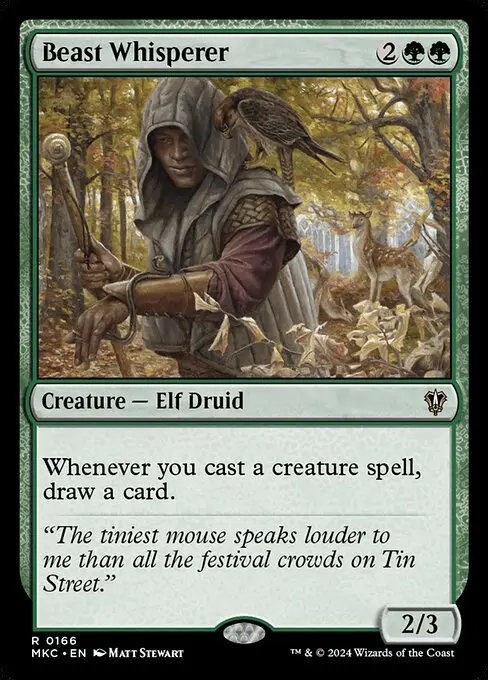 Beast Whisperer 2
Creature — Elf Druid
Whenever you cast a creature spell,
draw a card.
“The tiniest mouse speaks louder to
me than all the festival crowds on Tin
Street.”
2/3
R 0166
MKC • EN Matt Stewart
™ & © 2024 Wizards of the Coast